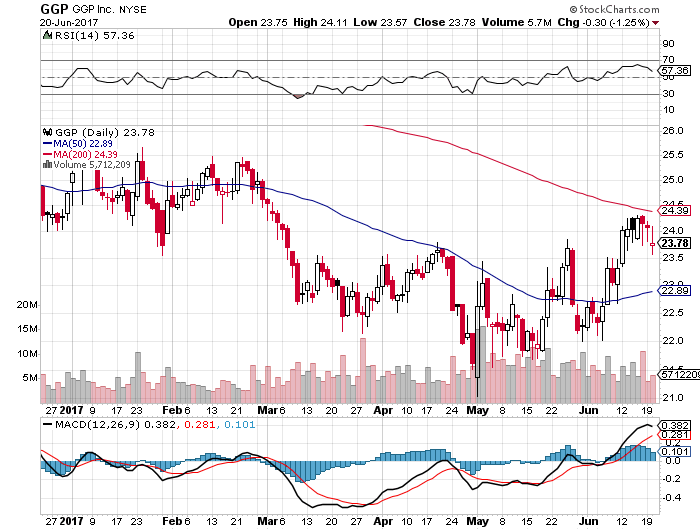 GGP GGP Inc. NYSE © StockCharts.com
20-Jun-2017 Open 23.75 High 24.11 Low 23.57 Close 23.78 Volume 5.7M Chg -0.30 (-1.25%)
RSI(14) 57.36
90
70
57.36
50
30
10
GGP (Daily) 23.78
MA(50) 22.89
MA(200) 24.39
Volume 5,712,209
26.0
25.5
25.0
24.5
24.39
24.0
23.78
23.5
23.0
22.89
22.5
22.0
21.5
21.0
20M
15M
10M
5M
5712209
27 2017 9 17 23 Feb 6 13 21 Mar 6 13 20 27 Apr 10 17 24 May 8 15 22 Jun 12 19
MACD(12,26,9) 0.382, 0.281, 0.101
0.382
0.281
0.2
0.101
0.0
-0.2
-0.4
27 2017 9 17 23 Feb 6 13 21 Mar 6 13 20 27 Apr 10 17 24 May 8 15 22 Jun 12 19